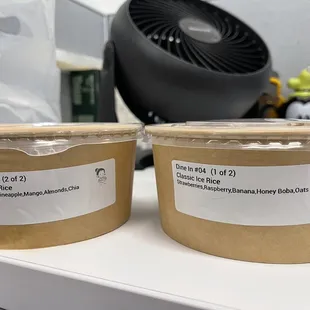 (2 of 2)
Rice
ineapple,Mango,Almonds,Chia
Dine In #04 (1 of 2)
Classic Ice Rice
Strawberries,Raspberry,Banana,Honey Boba,Oats